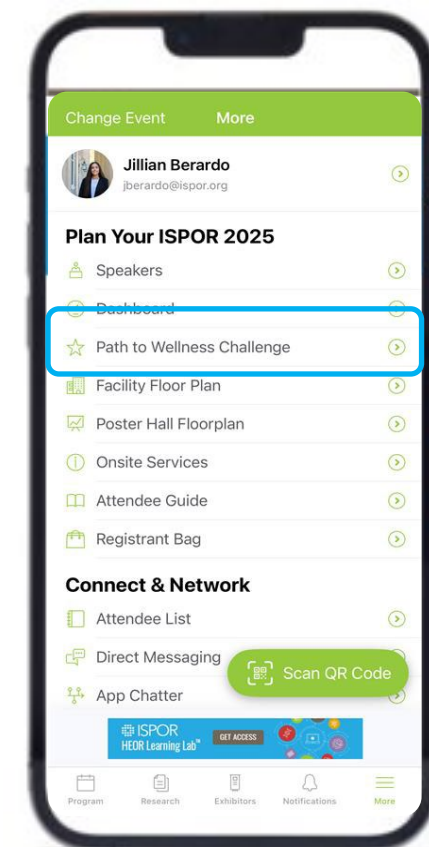 Change Event More
Jillian Berardo
jberardo@ispor.org
Plan Your ISPOR 2025
Speakers
Dashboard
Path to Wellness Challenge
Facility Floor Plan
Poster Hall Floorplan
Onsite Services
Attendee Guide
Registrant Bag
Connect & Network
Attendee List
Direct Messaging
Scan QR Code
App Chatter
ISPOR
HEOR Learning Lab™
GET ACCESS
Program Research Exhibitors Notifications More